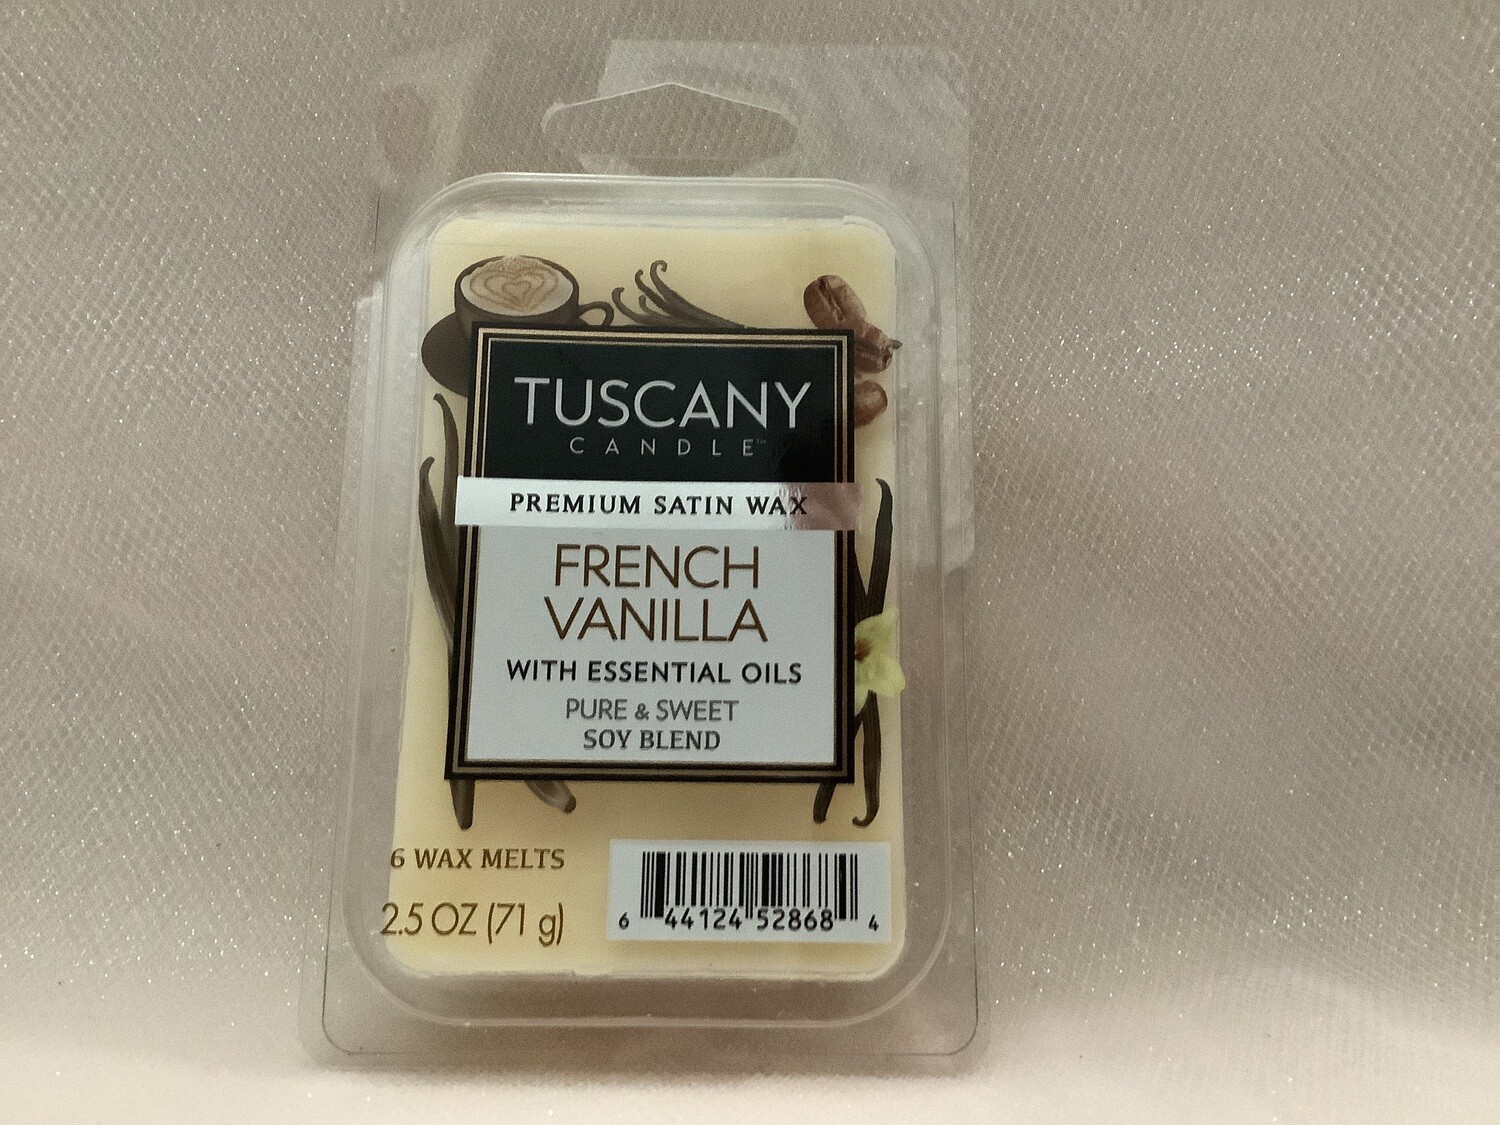 TUSCANY
CANDLE™
PREMIUM SATIN WAX
FRENCH
VANILLA
WITH ESSENTIAL OILS
PURE & SWEET
SOY BLEND
6 WAX MELTS
2.5 OZ (71 g)
6 44124 52868 4